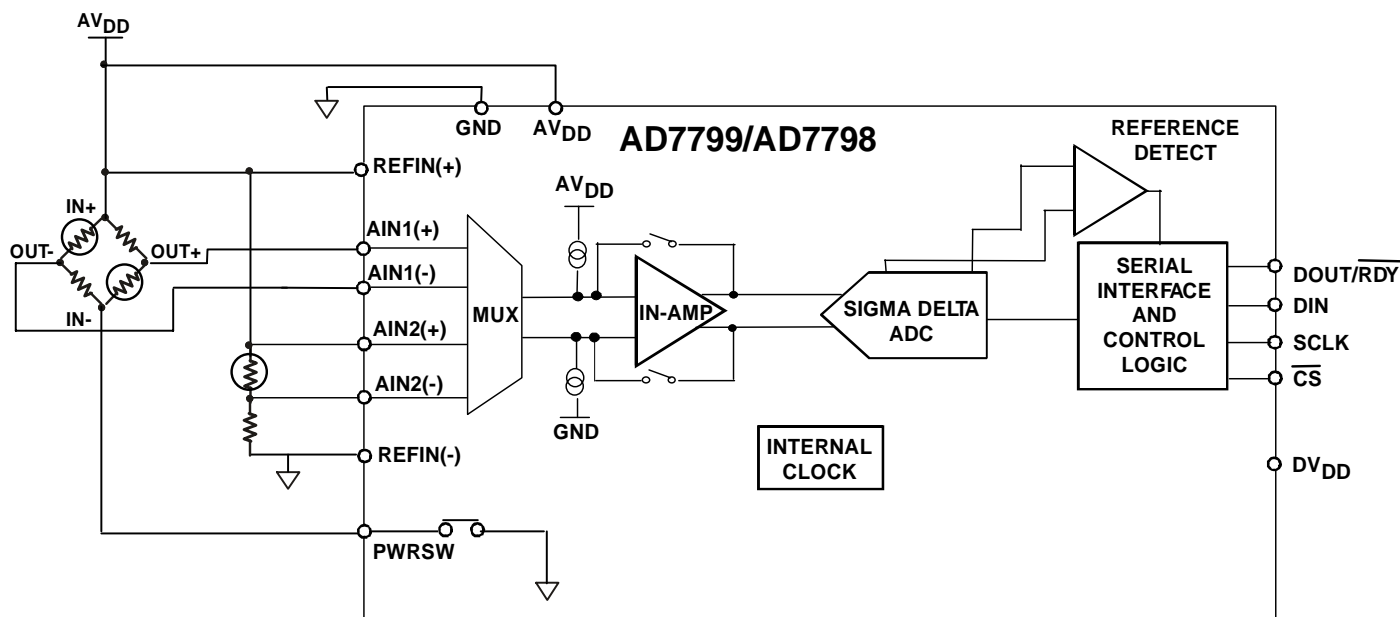 AVDD
GND
AVDD
AD7799/AD7798
REFERENCE
DETECT
REFIN(+)
AVDD
IN+
AIN1(+)
OUT-
OUT+
AIN1(-)
SERIAL
INTERFACE
AND
CONTROL
LOGIC
DOUT/RDY
DIN
SCLK
CS
MUX
IN-AMP
SIGMA DELTA
ADC
IN-
AIN2(+)
AIN2(-)
GND
INTERNAL
CLOCK
REFIN(-)
DVDD
PWRSW